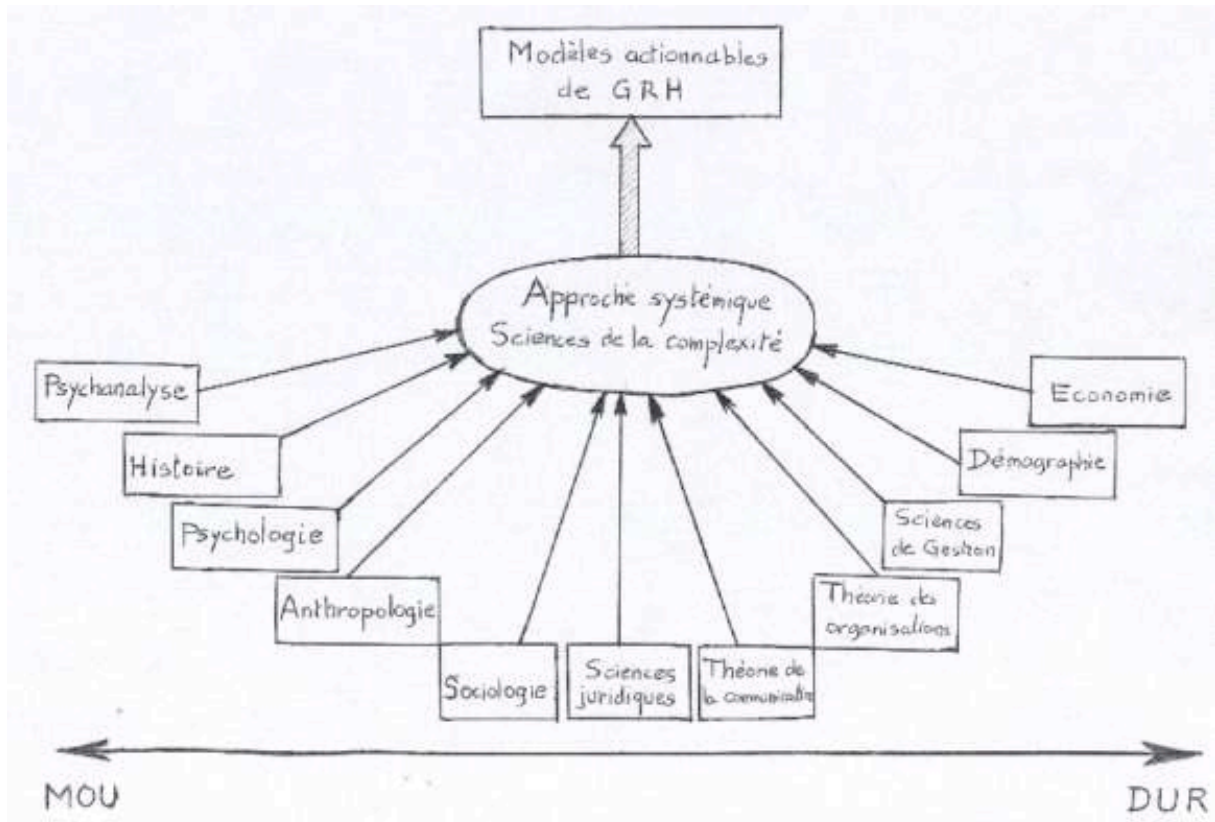 Modèles actionnables
de GRH
Approche systémique
Sciences de la complexité
Psychanalyse
Economie
Histoire
Démographie
Psychologie
Sciences
de Gestion
Anthropologie
Théorie des
organisations
Sociologie
Sciences
juridiques
Théorie de
la communication
MOU
DUR